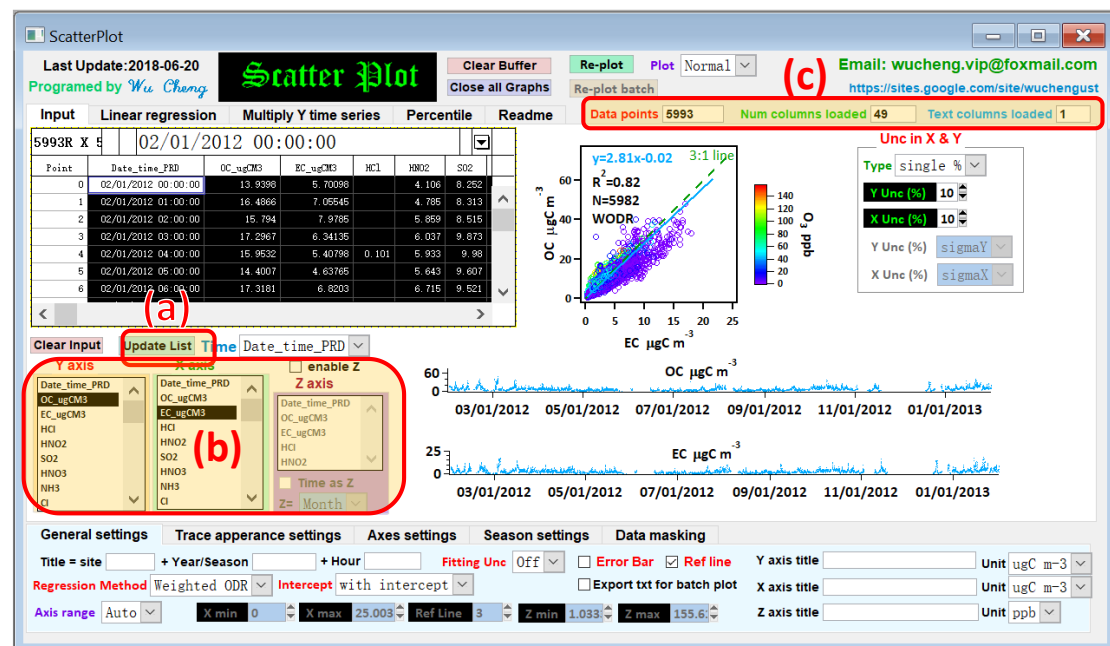 ScatterPlot
Last Update:2018-06-20
Programed by Wu Cheng
Scatter Plot
Clear Buffer
Close all Graphs
Re-plot
Plot Normal
Re-plot batch
(c)
Email: wucheng.vip@foxmail.com
https://sites.google.com/site/wuchengust
Input Linear regression Multiply Y time series Percentile Readme
Data points 5993 Num columns loaded 49 Text columns loaded 1
5993R X 5 02/01/2012 00:00:00
Point Date_time_PRD OC_ugCM3 EC_ugCM3 HCl HNO2 SO2
0 02/01/2012 00:00:00 13.9398 5.70098 4.106 8.252
1 02/01/2012 01:00:00 16.4866 7.05545 4.785 8.313
2 02/01/2012 02:00:00 15.794 7.9785 5.859 8.515
3 02/01/2012 03:00:00 17.2967 6.34135 6.037 9.873
4 02/01/2012 04:00:00 15.9532 5.40798 0.101 5.933 9.98
5 02/01/2012 05:00:00 14.4007 4.63765 5.643 9.607
6 02/01/2012 06:00:00 17.3181 6.8203 6.715 9.521
y=2.81x-0.02 3:1 line
R2=0.82
N=5982
WODR
OC μgC m-3
60
40
20
0
0 5 10 15 20 25
EC μgC m-3
140
120
100
80
60
40
20
0
O3 ppb
Unc in X & Y
Type single %
Y Unc (%) 10
X Unc (%) 10
Y Unc (%) sigmaY
X Unc (%) sigmaX
(a)
Clear Input Update List Time Date_time_PRD
Y axis
Date_time_PRD
OC_ugCM3
EC_ugCM3
HCl
HNO2
SO2
HNO3
NH3
Cl
X axis
Date_time_PRD
OC_ugCM3
EC_ugCM3
HCl
HNO2
SO2
HNO3
NH3
Cl
(b)
enable Z
Z axis
Date_time_PRD
OC_ugCM3
EC_ugCM3
HCl
HNO2
Time as Z
Z= Month
OC μgC m-3
60
0
03/01/2012 05/01/2012 07/01/2012 09/01/2012 11/01/2012 01/01/2013
EC μgC m-3
25
0
03/01/2012 05/01/2012 07/01/2012 09/01/2012 11/01/2012 01/01/2013
General settings Trace apperance settings Axes settings Season settings Data masking
Title = site + Year/Season + Hour Fitting Unc Off Error Bar Ref line Y axis title Unit ugC m-3
Regression Method Weighted ODR Intercept with intercept Export txt for batch plot X axis title Unit ugC m-3
Axis range Auto X min 0 X max 25.003 Ref Line 3 Z min 1.033 Z max 155.6 Z axis title Unit ppb